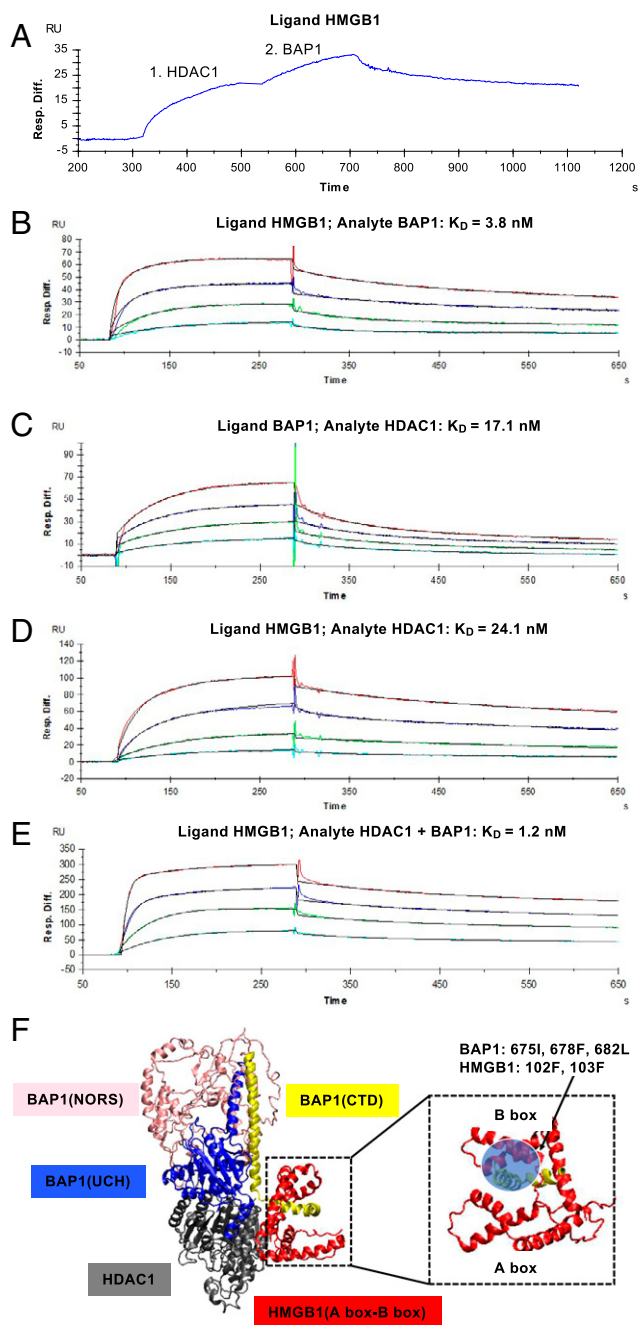 A
RU
Ligand HMGB1
35
25
15
5
-5
Resp. Diff.
1. HDAC1
2. BAP1
200 300 400 500 600 700 800 900 1000 1100 1200
Time
s
B
RU
Ligand HMGB1; Analyte BAP1: KD = 3.8 nM
80
70
60
50
40
30
20
10
0
-10
Resp. Diff.
50 150 250 350 450 550 650
Time
s
C
RU
Ligand BAP1; Analyte HDAC1: KD = 17.1 nM
90
70
50
30
10
-10
Resp. Diff.
50 150 250 350 450 550 650
Time
s
D
RU
Ligand HMGB1; Analyte HDAC1: KD = 24.1 nM
140
120
100
80
60
40
20
0
-20
Resp. Diff.
50 150 250 350 450 550 650
Time
s
E
RU
Ligand HMGB1; Analyte HDAC1 + BAP1: KD = 1.2 nM
350
300
250
200
150
100
50
0
-50
Resp. Diff.
50 150 250 350 450 550 650
Time
s
F
BAP1: 675I, 678F, 682L
HMGB1: 102F, 103F
BAP1(NORS)
BAP1(CTD)
B box
BAP1(UCH)
HDAC1
A box
HMGB1(A box-B box)